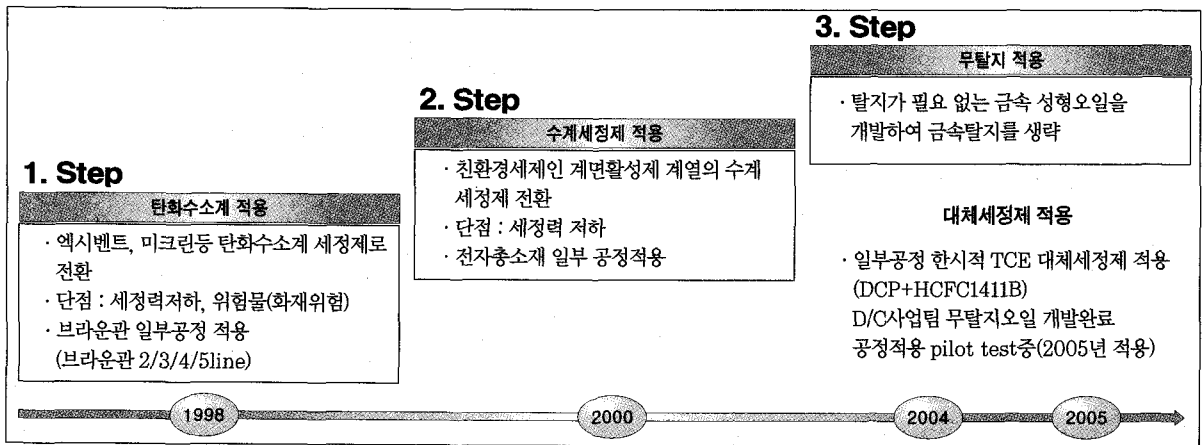 1. Step
탄화수소계 적용
· 엑시벤트, 미크린등 탄화수소계 세정제로
전환
· 단점 : 세정력저하, 위험물(화재위험)
· 브라운관 일부공정 적용
(브라운관 2/3/4/5line)
2. Step
수계세정제 적용
· 친환경세제인 계면활성제 계열의 수계
세정제 전환
· 단점 : 세정력 저하
· 전자총소재 일부 공정적용
3. Step
무탈지 적용
· 탈지가 필요 없는 금속 성형오일을
개발하여 금속탈지를 생략
대체세정제 적용
· 일부공정 한시적 TCE 대체세정제 적용
(DCP+HCFC1411B)
D/C사업팀 무탈지오일 개발완료
공정적용 pilot test중(2005년 적용)
1998
2000
2004
2005